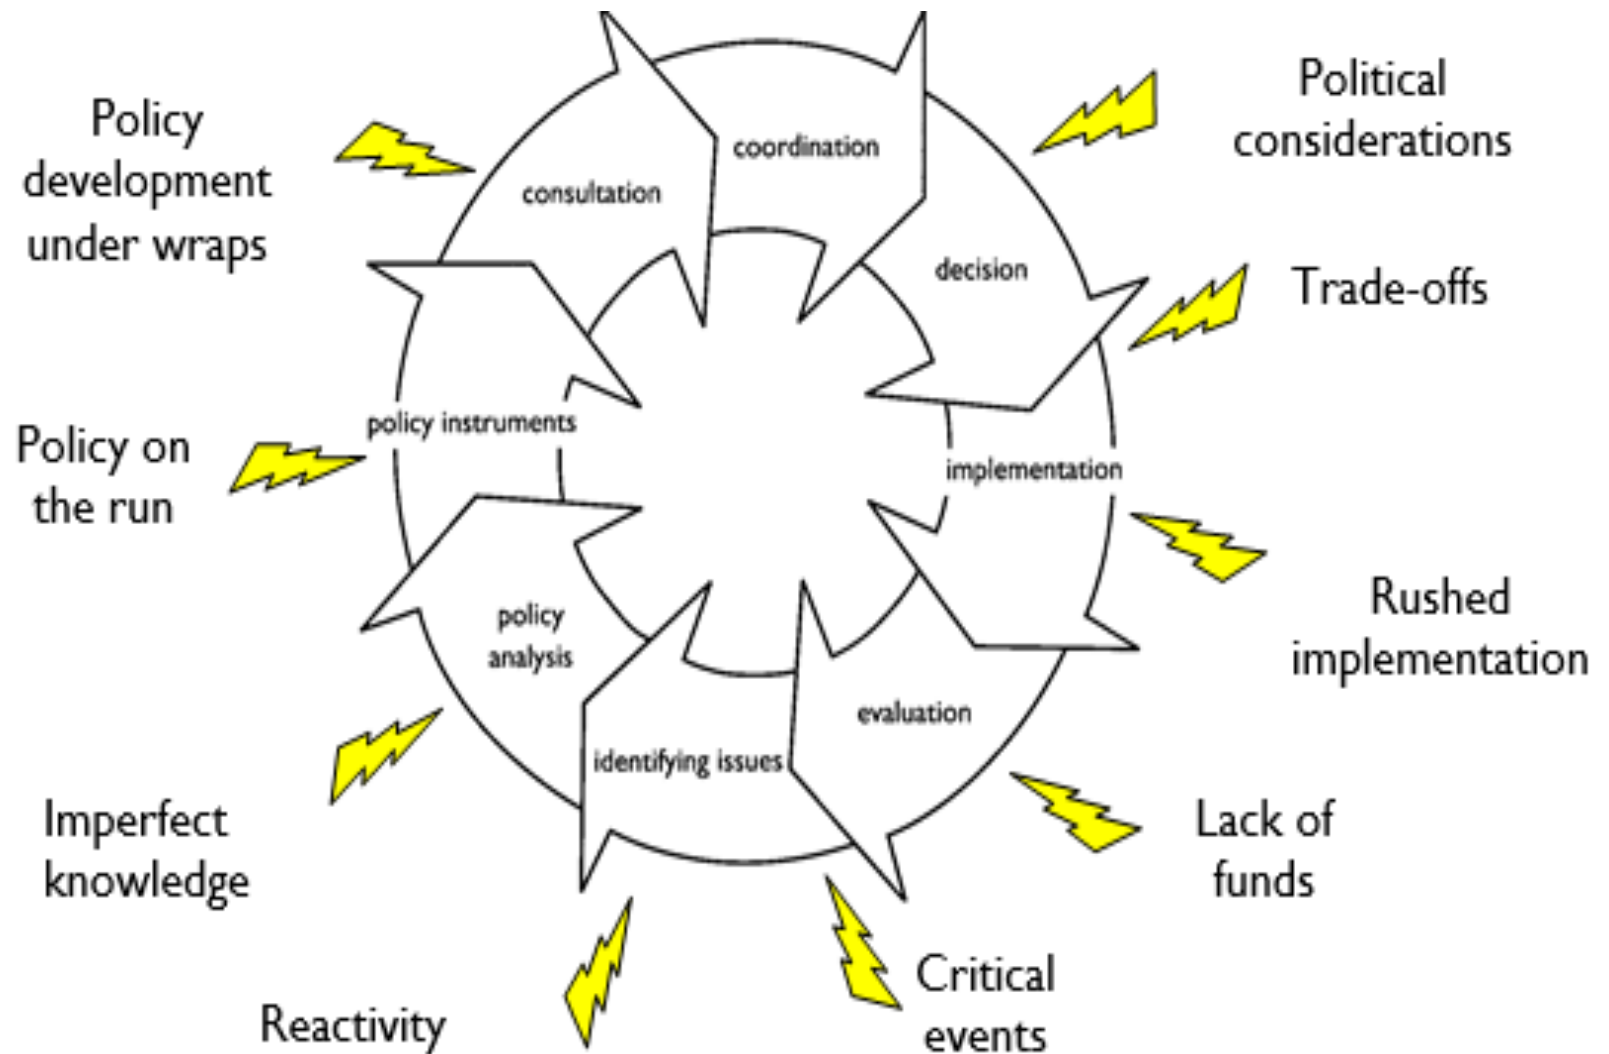 Political
considerations
Policy
development
under wraps
coordination
consultation
decision
Trade-offs
policy instruments
Policy on
the run
implementation
Rushed
implementation
policy
analysis
evaluation
identifying issues
Imperfect
knowledge
Lack of
funds
Critical
events
Reactivity